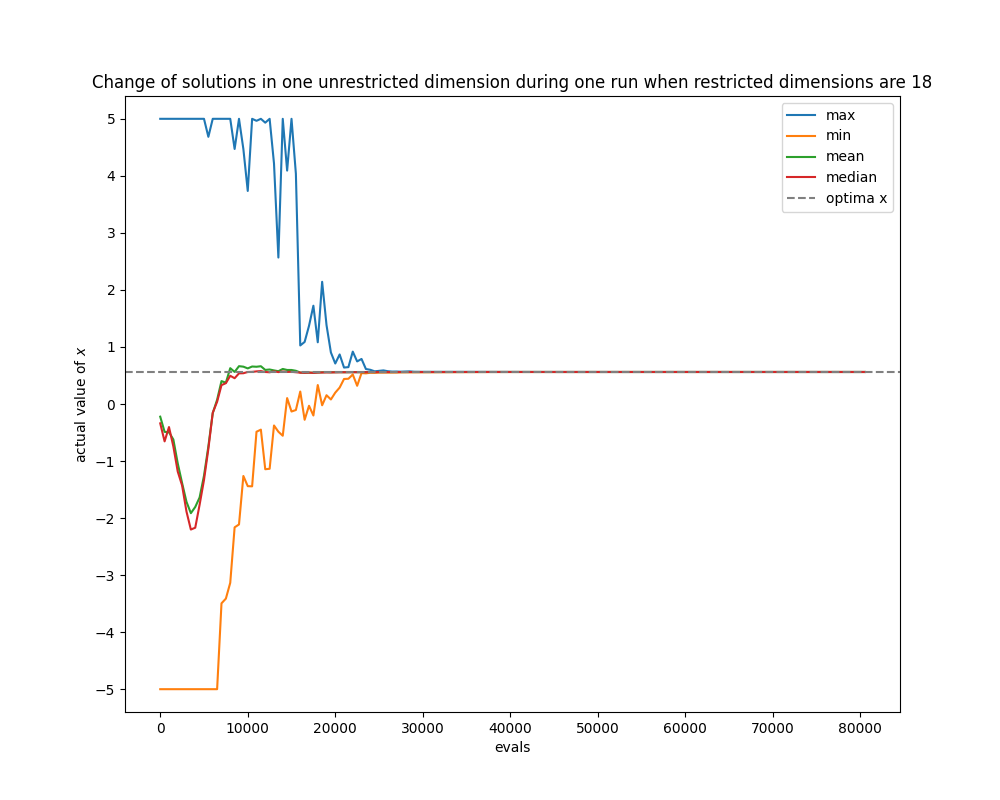 Change of solutions in one unrestricted dimension during one run when restricted dimensions are 18
max
min
mean
median
optima x
5
4
3
2
1
0
−1
−2
−3
−4
−5
actual value of x
0 10000 20000 30000 40000 50000 60000 70000 80000
evals